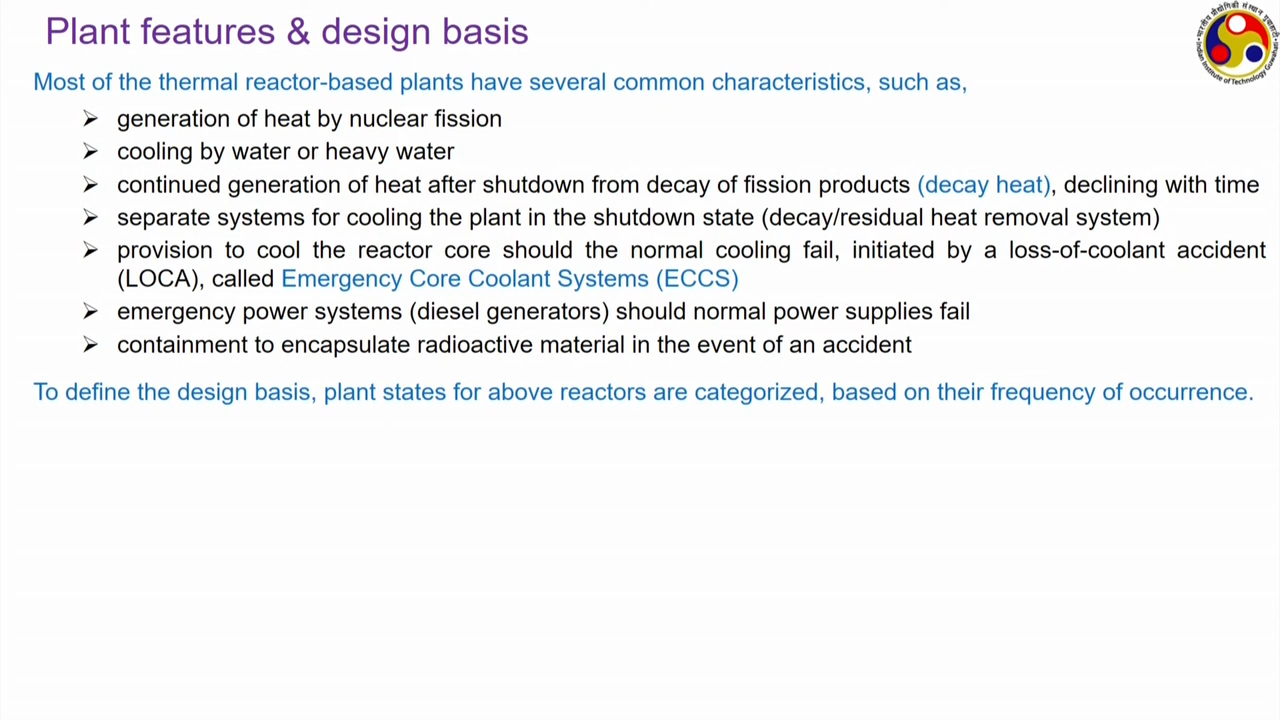 Plant features & design basis
Most of the thermal reactor-based plants have several common characteristics, such as,
➢ generation of heat by nuclear fission
➢ cooling by water or heavy water
➢ continued generation of heat after shutdown from decay of fission products (decay heat), declining with time
➢ separate systems for cooling the plant in the shutdown state (decay/residual heat removal system)
➢ provision to cool the reactor core should the normal cooling fail, initiated by a loss-of-coolant accident
(LOCA), called Emergency Core Coolant Systems (ECCS)
➢ emergency power systems (diesel generators) should normal power supplies fail
➢ containment to encapsulate radioactive material in the event of an accident
To define the design basis, plant states for above reactors are categorized, based on their frequency of occurrence.
Indian Institute of Technology Guwahati